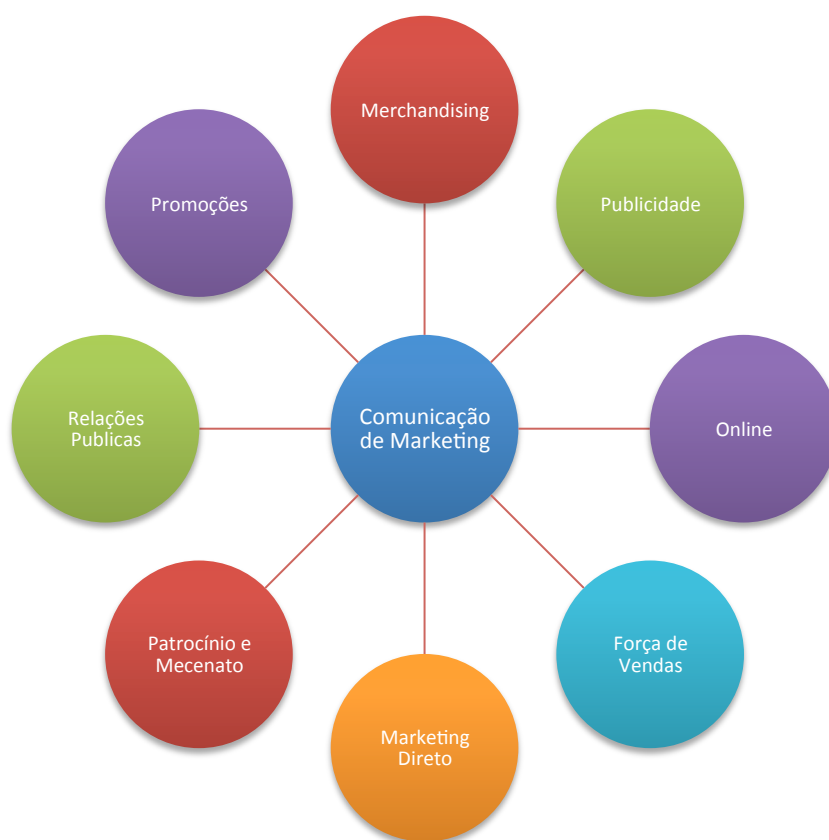 Merchandising
Publicidade
Promoções
Comunicação
de Marketing
Online
Relações
Publicas
Força de
Vendas
Patrocínio e
Mecenato
Marketing
Direto